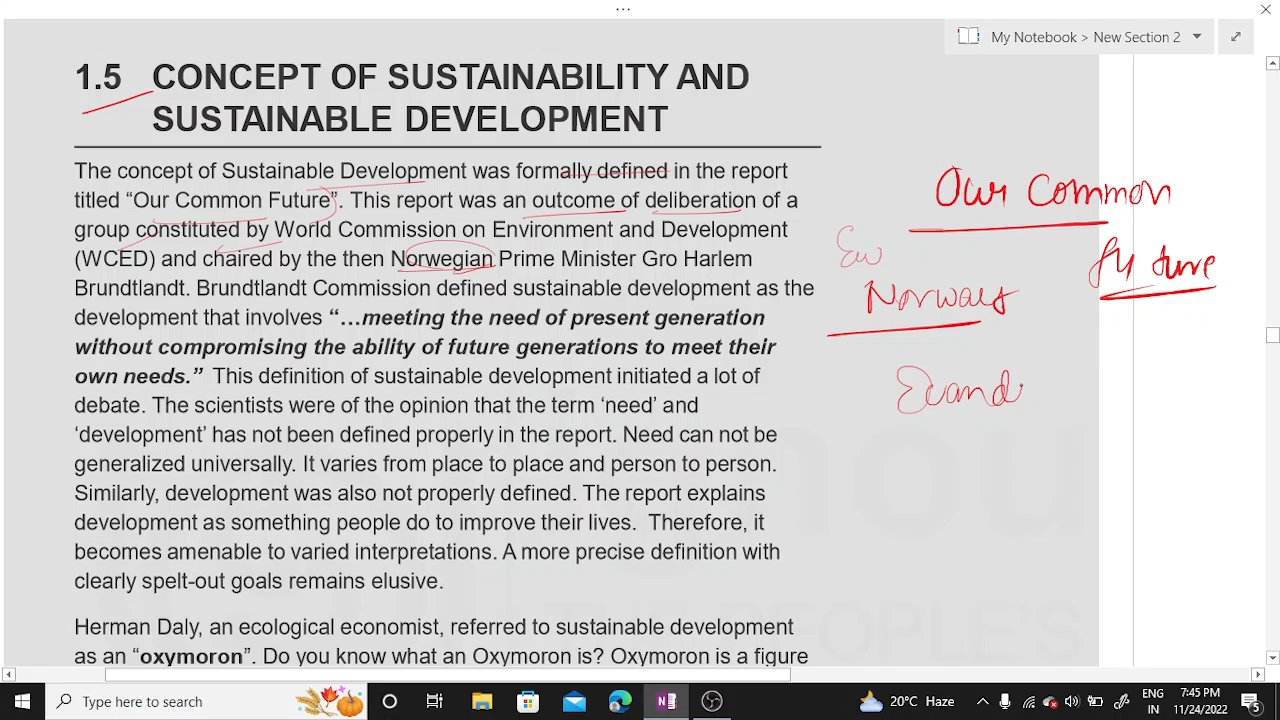 ...
My Notebook > New Section 2
1.5 CONCEPT OF SUSTAINABILITY AND
SUSTAINABLE DEVELOPMENT
The concept of Sustainable Development was formally defined in the report
titled “Our Common Future”. This report was an outcome of deliberation of a
group constituted by World Commission on Environment and Development
(WCED) and chaired by the then Norwegian Prime Minister Gro Harlem
Brundtlandt. Brundtlandt Commission defined sustainable development as the
development that involves “…meeting the need of present generation
without compromising the ability of future generations to meet their
own needs.” This definition of sustainable development initiated a lot of
debate. The scientists were of the opinion that the term ‘need’ and
‘development’ has not been defined properly in the report. Need can not be
generalized universally. It varies from place to place and person to person.
Similarly, development was also not properly defined. The report explains
development as something people do to improve their lives. Therefore, it
becomes amenable to varied interpretations. A more precise definition with
clearly spelt-out goals remains elusive.
Herman Daly, an ecological economist, referred to sustainable development
as an “oxymoron”. Do you know what an Oxymoron is? Oxymoron is a figure
Our Common
Future
Norway
THE PEOPLE'S
Type here to search
20°C Haze
ENG
IN
7:45 PM
11/24/2022
5